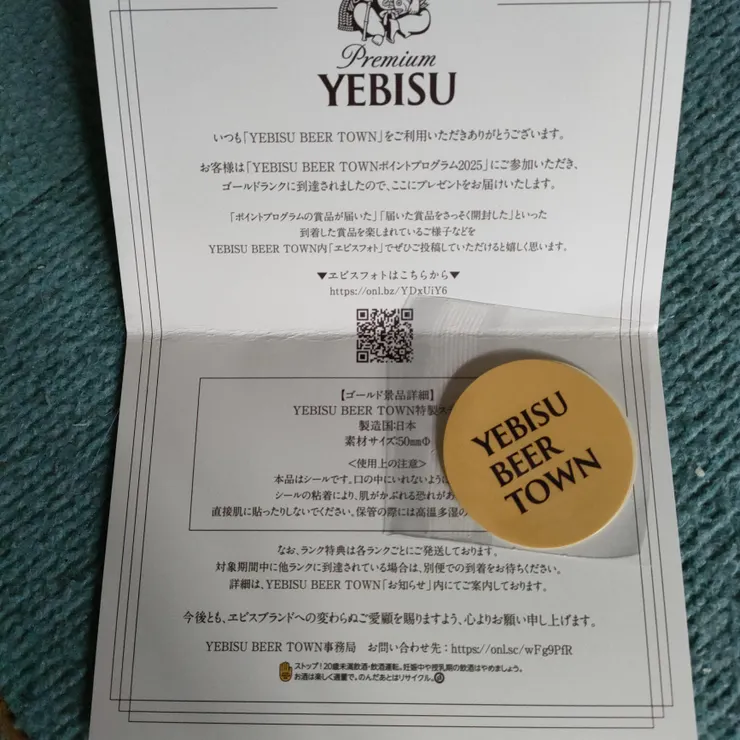 Premium
YEBISU
いつも「YEBISU BEER TOWN」をご利用いただきありがとうございます。
お客様は「YEBISU BEER TOWNポイントプログラム2025」にご参加いただき、
ゴールドランクに到達されましたので、ここにプレゼントをお届けいたします。
「ポイントプログラムの賞品が届いた」「届いた賞品をさっそく開封した」といった
到着した賞品を楽しまれているご様子などを
YEBISU BEER TOWN内「ヱビスフォト」でぜひご投稿していただけると嬉しく思います。
▼ヱビスフォトはこちらから▼
https://onl.bz/YDxUiY6
【ゴールド景品詳細】
YEBISU BEER TOWN特製ス
製造国:日本
素材サイズ:50㎜Φ
<使用上の注意>
本品はシールです。口の中にいれないように
シールの粘着により、肌がかぶれる恐れがあ
直接肌に貼ったりしないでください。保管の際には高温多湿の
YEBISU
BEER
TOWN
なお、ランク特典は各ランクごとにご発送しております。
対象期間中に他ランクに到達されている場合は、別便での到着をお待ちください。
詳細は、YEBISU BEER TOWN「お知らせ」内にてご案内しております。
今後とも、ヱビスブランドへの変わらぬご愛顧を賜りますよう、心よりお願い申し上げます。
YEBISU BEER TOWN事務局 お問い合わせ先：https://onl.sc/wFg9PfR
ストップ！20歳未満飲酒・飲酒運転。妊娠中や授乳期の飲酒はやめましょう。
お酒は楽しく適量で。のんだあとはリサイクル。